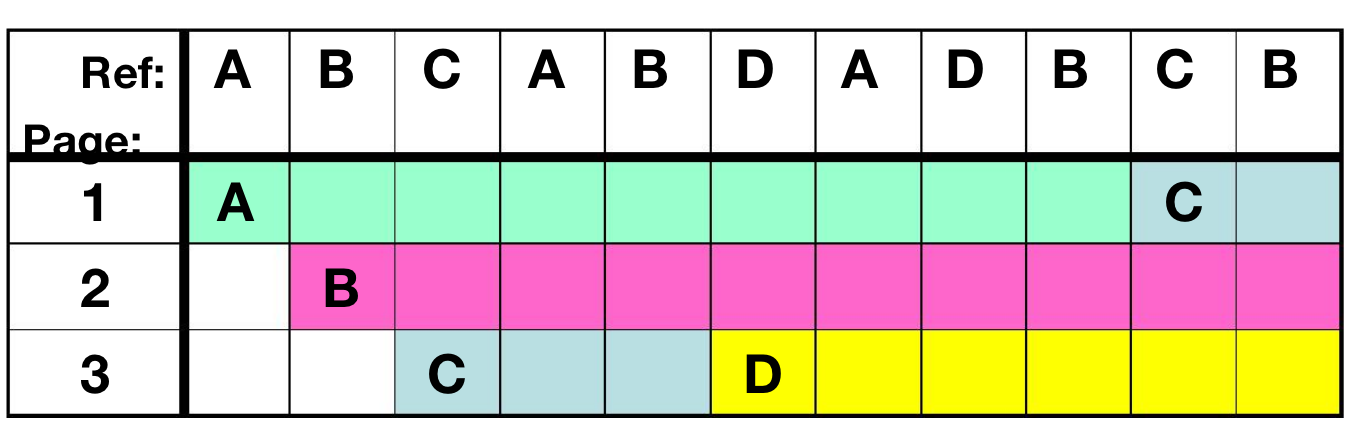 Ref: A B C A B D A D B C B
Page:
1 A C
2 B
3 C D